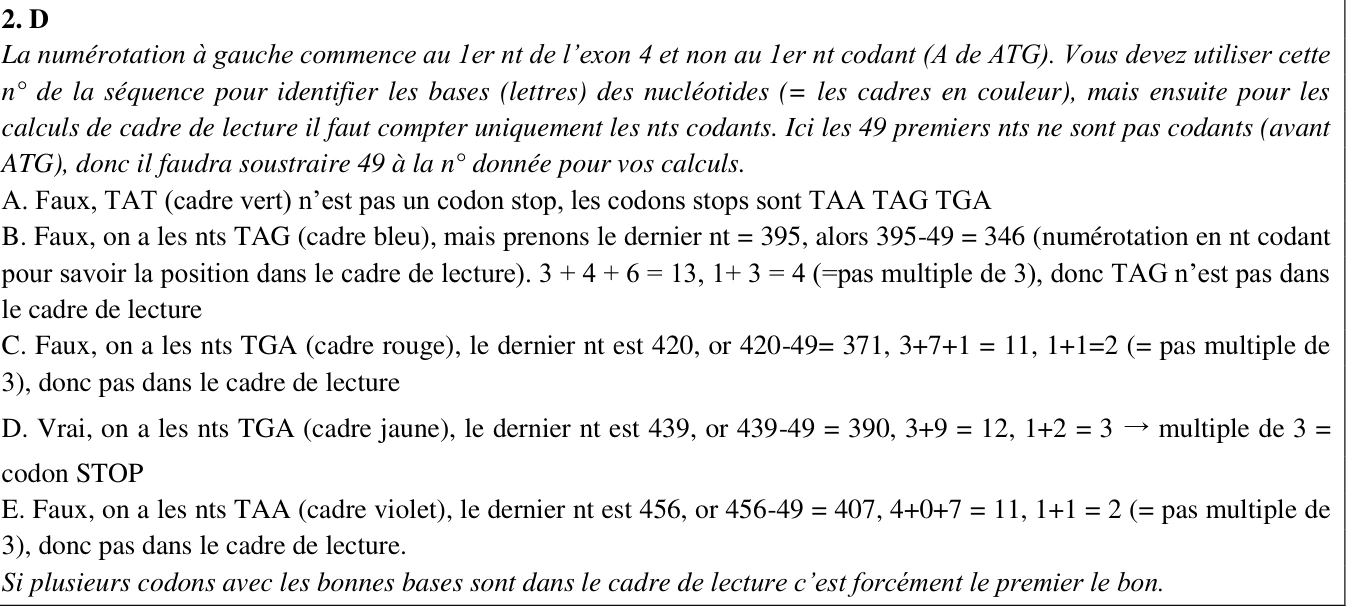 2. D
La numérotation à gauche commence au 1er nt de l’exon 4 et non au 1er nt codant (A de ATG). Vous devez utiliser cette
n° de la séquence pour identifier les bases (lettres) des nucléotides (= les cadres en couleur), mais ensuite pour les
calculs de cadre de lecture il faut compter uniquement les nts codants. Ici les 49 premiers nts ne sont pas codants (avant
ATG), donc il faudra soustraire 49 à la n° donnée pour vos calculs.
A. Faux, TAT (cadre vert) n’est pas un codon stop, les codons stops sont TAA TAG TGA
B. Faux, on a les nts TAG (cadre bleu), mais prenons le dernier nt = 395, alors 395-49 = 346 (numérotation en nt codant
pour savoir la position dans le cadre de lecture). 3 + 4 + 6 = 13, 1+ 3 = 4 (=pas multiple de 3), donc TAG n’est pas dans
le cadre de lecture
C. Faux, on a les nts TGA (cadre rouge), le dernier nt est 420, or 420-49= 371, 3+7+1 = 11, 1+1=2 (= pas multiple de
3), donc pas dans le cadre de lecture
D. Vrai, on a les nts TGA (cadre jaune), le dernier nt est 439, or 439-49 = 390, 3+9 = 12, 1+2 = 3 → multiple de 3 =
codon STOP
E. Faux, on a les nts TAA (cadre violet), le dernier nt est 456, or 456-49 = 407, 4+0+7 = 11, 1+1 = 2 (= pas multiple de
3), donc pas dans le cadre de lecture.
Si plusieurs codons avec les bonnes bases sont dans le cadre de lecture c’est forcément le premier le bon.